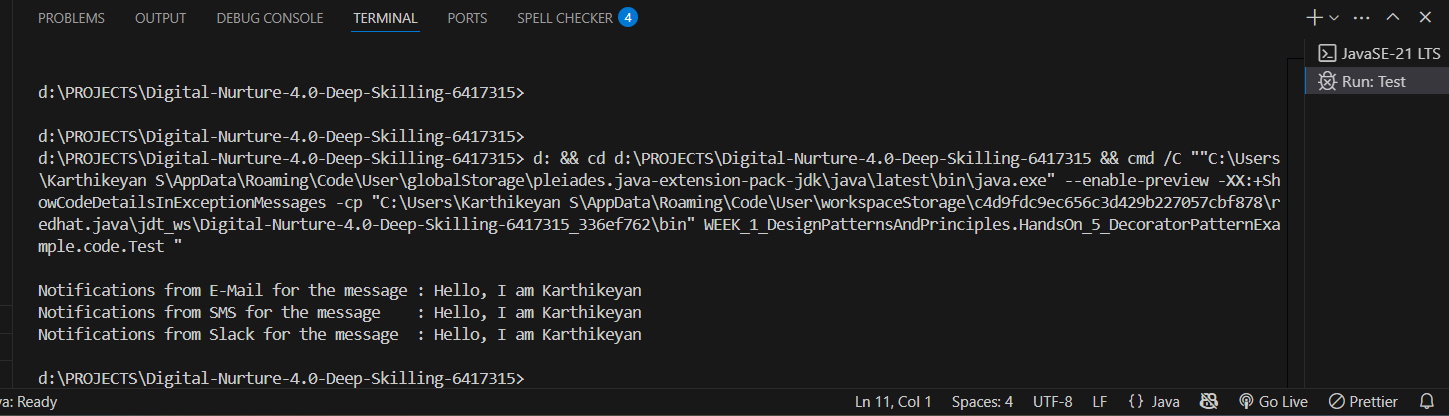 PROBLEMS OUTPUT DEBUG CONSOLE TERMINAL PORTS SPELL CHECKER 4
JavaSE-21 LTS
Run: Test
d:\PROJECTS\Digital-Nurture-4.0-Deep-Skilling-6417315>
d:\PROJECTS\Digital-Nurture-4.0-Deep-Skilling-6417315>
d:\PROJECTS\Digital-Nurture-4.0-Deep-Skilling-6417315> d: && cd d:\PROJECTS\Digital-Nurture-4.0-Deep-Skilling-6417315 && cmd /C ""C:\Users
\Karthikeyan S\AppData\Roaming\Code\User\globalStorage\pleiades.java-extension-pack-jdk\java\latest\bin\java.exe" --enable-preview -XX:+Sh
owCodeDetailsInExceptionMessages -cp "C:\Users\Karthikeyan S\AppData\Roaming\Code\User\workspaceStorage\c4d9fdc9ec656c3d429b227057cbf878\r
edhat.java\jdt_ws\Digital-Nurture-4.0-Deep-Skilling-6417315_336ef762\bin" WEEK_1_DesignPatternsAndPrinciples.HandsOn_5_DecoratorPatternExa
mple.code.Test "
Notifications from E-Mail for the message : Hello, I am Karthikeyan
Notifications from SMS for the message    : Hello, I am Karthikeyan
Notifications from Slack for the message  : Hello, I am Karthikeyan
d:\PROJECTS\Digital-Nurture-4.0-Deep-Skilling-6417315>
va: Ready Ln 11, Col 1 Spaces: 4 UTF-8 LF {} Java Go Live Prettier